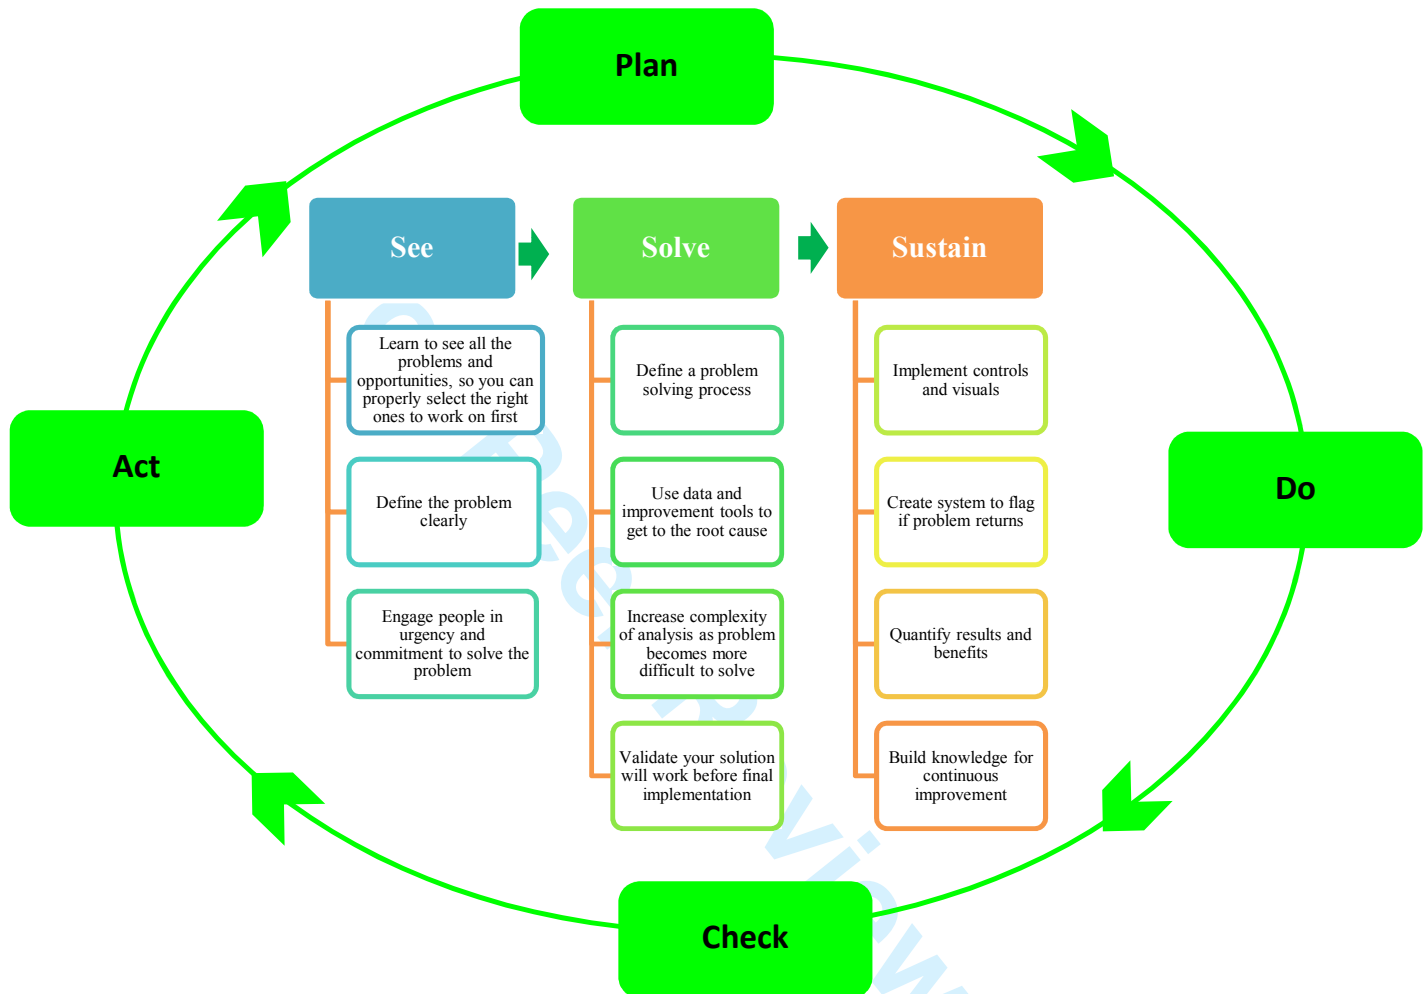 Plan
See
Solve
Sustain
Learn to see all the
problems and
opportunities, so you can
properly select the right
ones to work on first
Define the problem
clearly
Engage people in
urgency and
commitment to solve the
problem
Define a problem
solving process
Use data and
improvement tools to
get to the root cause
Increase complexity
of analysis as problem
becomes more
difficult to solve
Validate your solution
will work before final
implementation
Implement controls
and visuals
Create system to flag
if problem returns
Quantify results and
benefits
Build knowledge for
continuous
improvement
Act
Do
Check